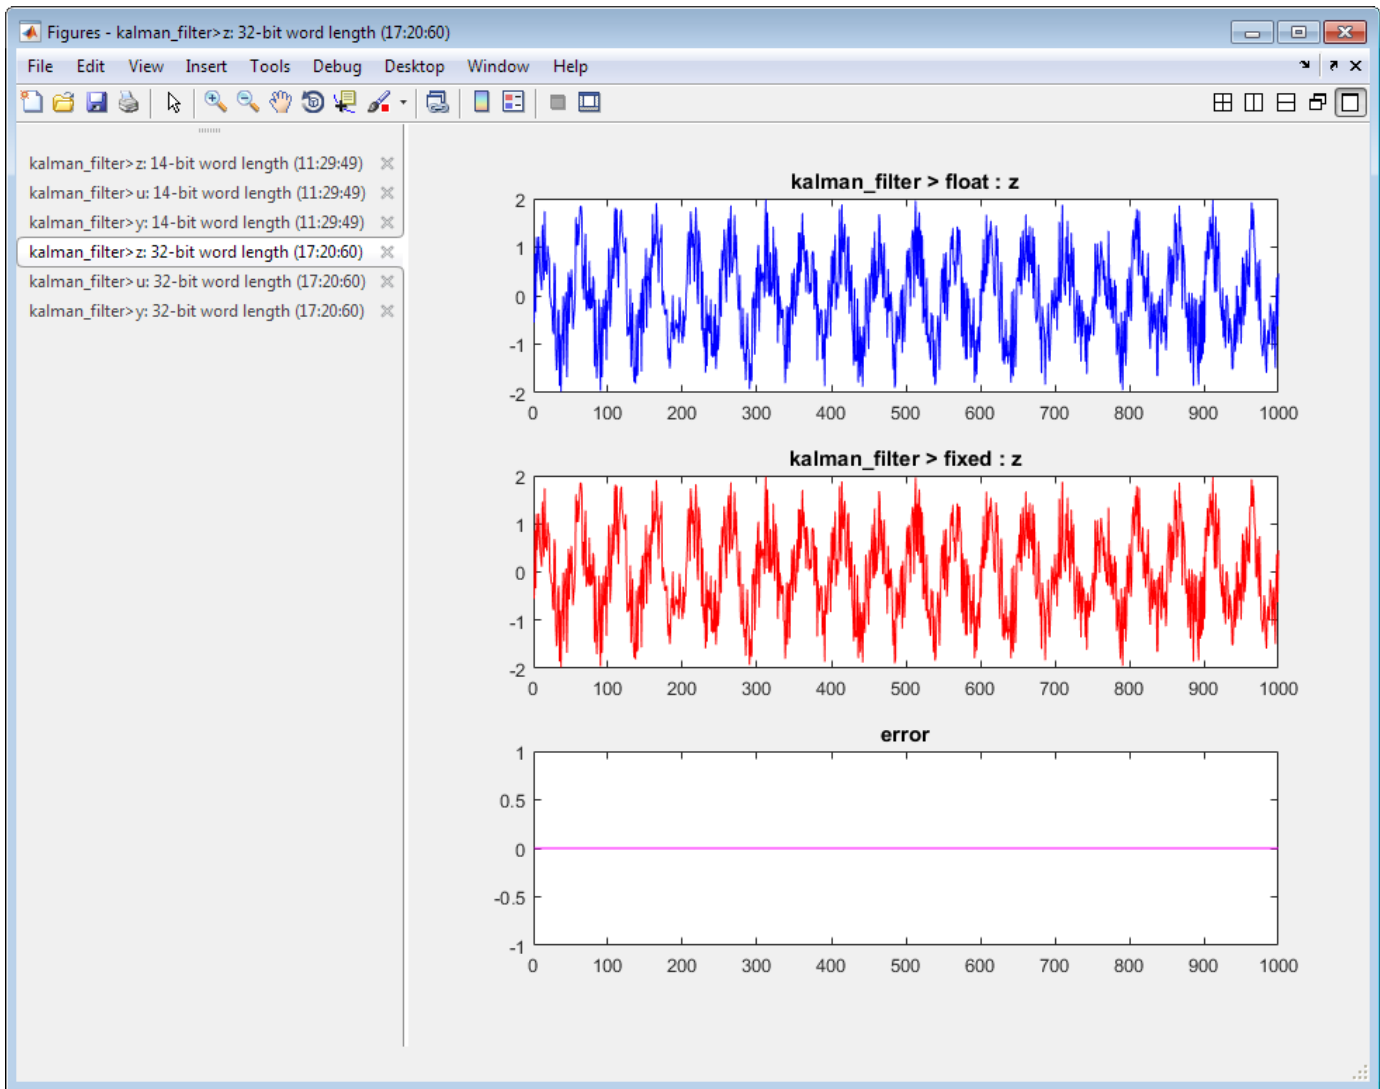 Figures - kalman_filter>z: 32-bit word length (17:20:60)
File Edit View Insert Tools Debug Desktop Window Help
kalman_filter>z: 14-bit word length (11:29:49)
kalman_filter>u: 14-bit word length (11:29:49)
kalman_filter>y: 14-bit word length (11:29:49)
kalman_filter>z: 32-bit word length (17:20:60)
kalman_filter>u: 32-bit word length (17:20:60)
kalman_filter>y: 32-bit word length (17:20:60)
kalman_filter > float : z
2
1
0
-1
-2
0 100 200 300 400 500 600 700 800 900 1000
kalman_filter > fixed : z
2
1
0
-1
-2
0 100 200 300 400 500 600 700 800 900 1000
error
1
0.5
0
-0.5
-1
0 100 200 300 400 500 600 700 800 900 1000